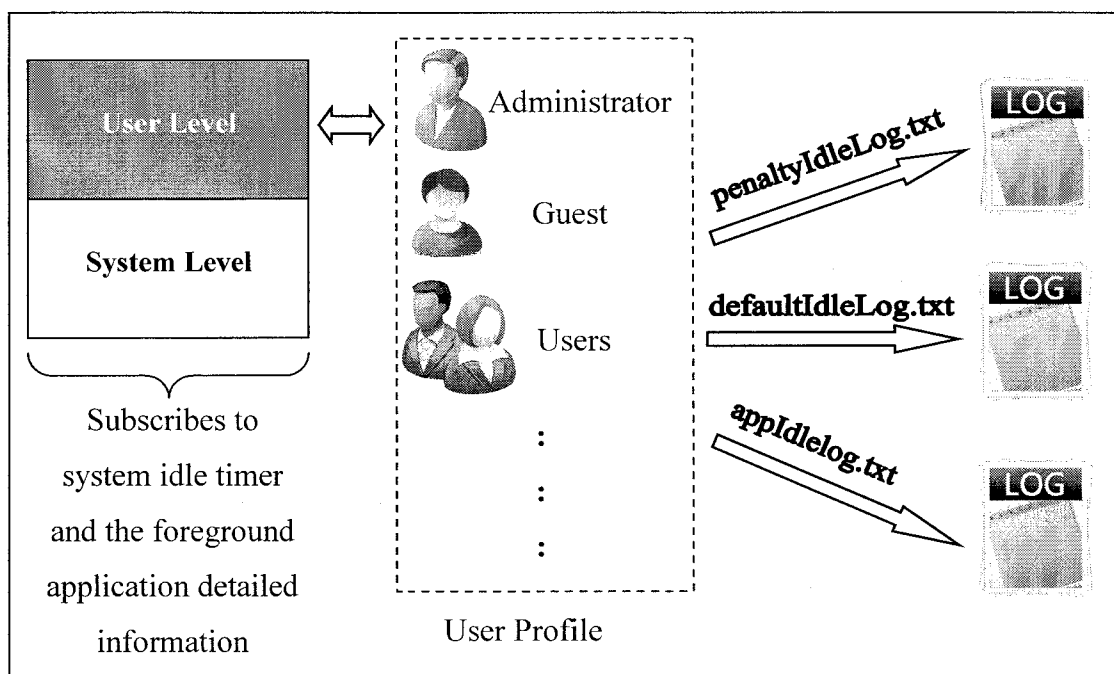 User Level
System Level
Subscribes to
system idle timer
and the foreground
application detailed
information
Administrator
Guest
Users
:
:
:
User Profile
penaltyIdleLog.txt
defaultIdleLog.txt
appIdlelog.txt
LOG
LOG
LOG